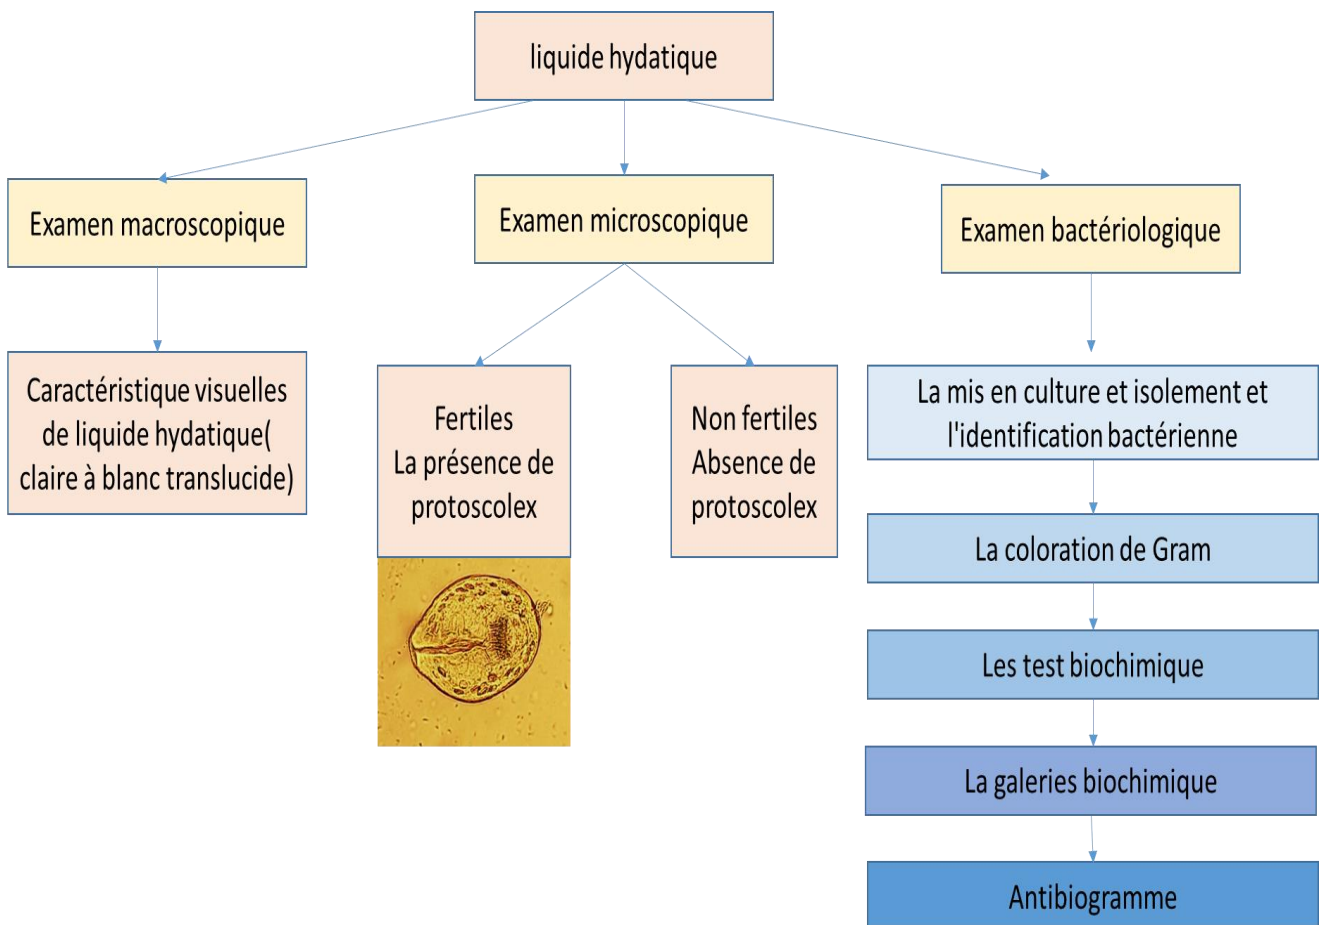 liquide hydatique
Examen macroscopique
Examen microscopique
Examen bactériologique
Caractéristique visuelles
de liquide hydatique(
claire à blanc translucide)
Fertiles
La présence de
protoscolex
Non fertiles
Absence de
protoscolex
La mis en culture et isolement et
l'identification bactérienne
La coloration de Gram
Les test biochimique
La galeries biochimique
Antibiogramme